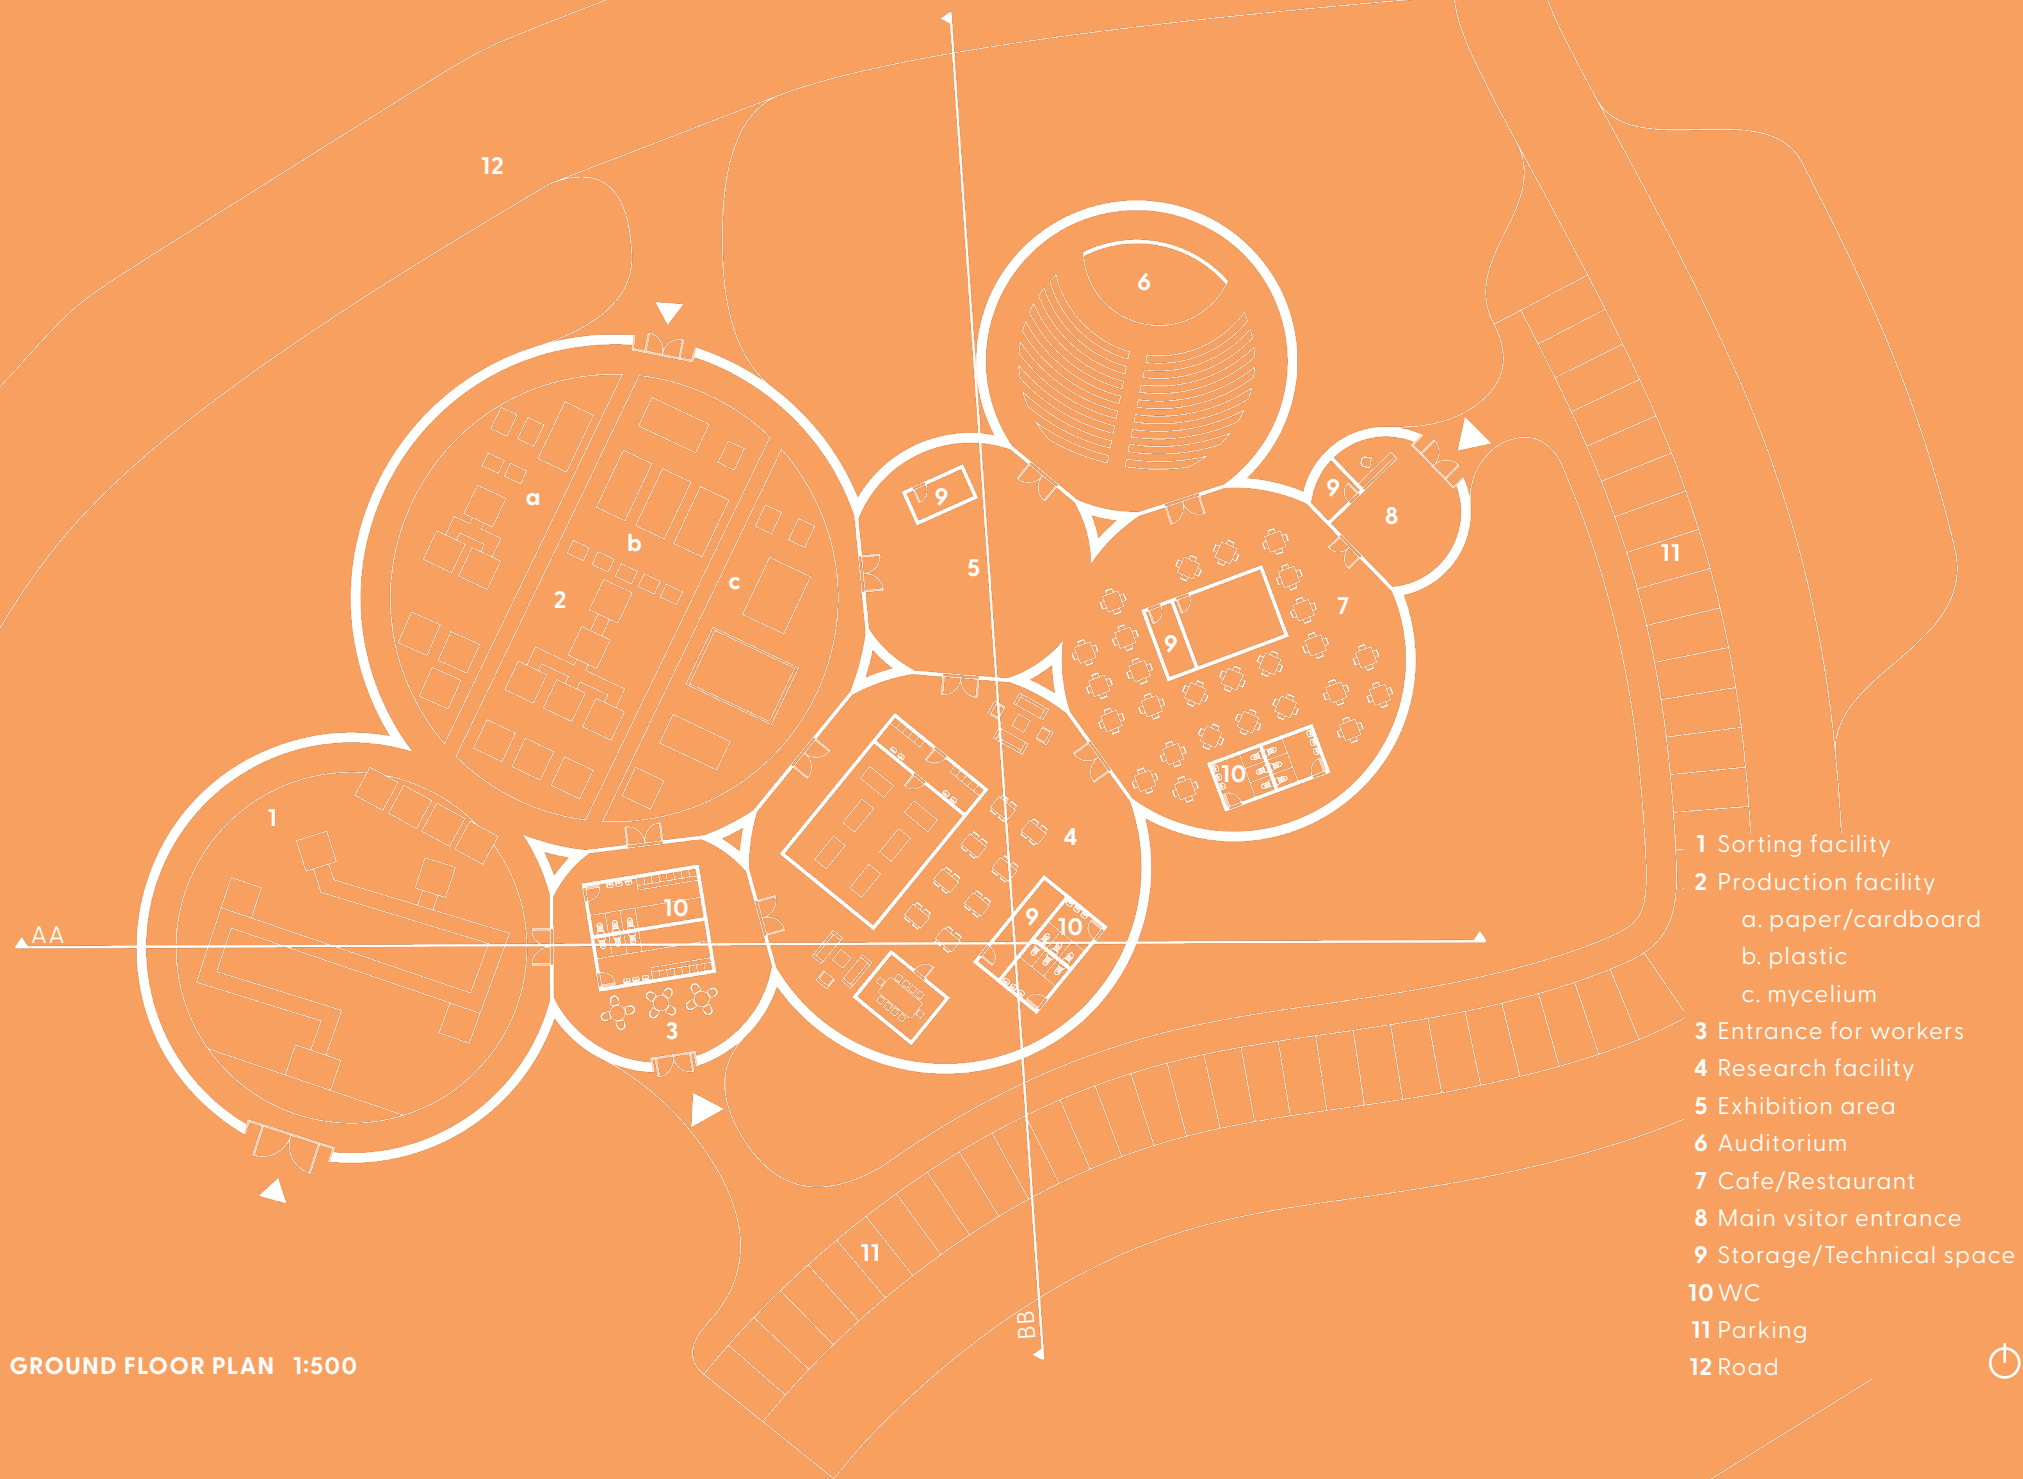 12
6
9
a
9
8
b
11
5
c
2
7
9
10
1
4
10
9
10
AA
3
11
BB
1 Sorting facility
2 Production facility
a. paper/cardboard
b. plastic
c. mycelium
3 Entrance for workers
4 Research facility
5 Exhibition area
6 Auditorium
7 Cafe/Restaurant
8 Main vsitor entrance
9 Storage/Technical space
10 WC
11 Parking
12 Road
GROUND FLOOR PLAN 1:500